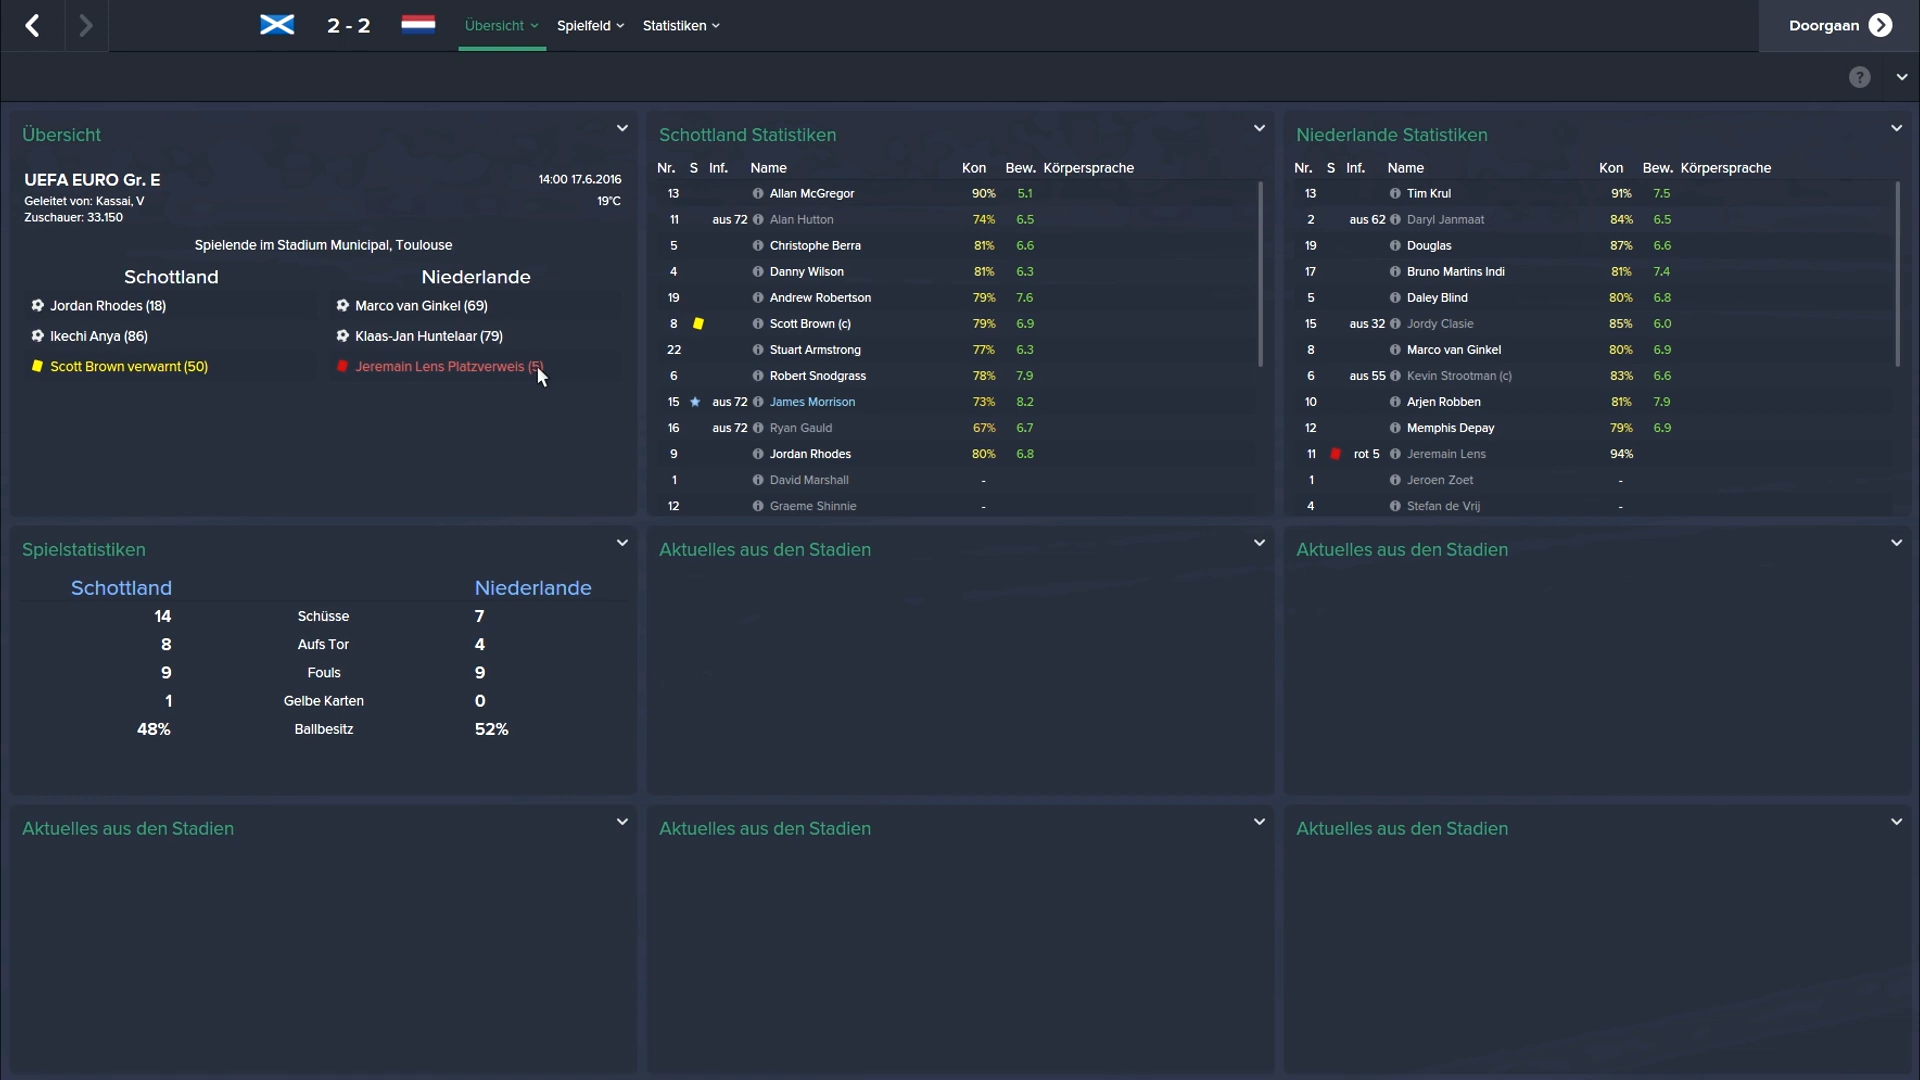 2 - 2 Übersicht Spielfeld Statistiken Doorgaan
?
Übersicht
UEFA EURO Gr. E 14:00 17.6.2016
Geleitet von: Kassai, V 19°C
Zuschauer: 33.150
Spielende im Stadium Municipal, Toulouse
Schottland Niederlande
Jordan Rhodes (18) Marco van Ginkel (69)
Ikechi Anya (86) Klaas-Jan Huntelaar (79)
Scott Brown verwarnt (50) Jeremain Lens Platzverweis (5)
Schottland Statistiken
Nr. S Inf. Name Kon Bew. Körpersprache
13 Allan McGregor 90% 5.1
11 aus 72 Alan Hutton 74% 6.5
5 Christophe Berra 81% 6.6
4 Danny Wilson 81% 6.3
19 Andrew Robertson 79% 7.6
8 Scott Brown (c) 79% 6.9
22 Stuart Armstrong 77% 6.3
6 Robert Snodgrass 78% 7.9
15 aus 72 James Morrison 73% 8.2
16 aus 72 Ryan Gauld 67% 6.7
9 Jordan Rhodes 80% 6.8
1 David Marshall -
12 Graeme Shinnie -
Niederlande Statistiken
Nr. S Inf. Name Kon Bew. Körpersprache
13 Tim Krul 91% 7.5
2 aus 62 Daryl Janmaat 84% 6.5
19 Douglas 87% 6.6
17 Bruno Martins Indi 81% 7.4
5 Daley Blind 80% 6.8
15 aus 32 Jordy Clasie 85% 6.0
8 Marco van Ginkel 80% 6.9
6 aus 55 Kevin Strootman (c) 83% 6.6
10 Arjen Robben 81% 7.9
12 Memphis Depay 79% 6.9
11 rot 5 Jeremain Lens 94%
1 Jeroen Zoet -
4 Stefan de Vrij -
Spielstatistiken
Schottland Niederlande
14 Schüsse 7
8 Aufs Tor 4
9 Fouls 9
1 Gelbe Karten 0
48% Ballbesitz 52%
Aktuelles aus den Stadien
Aktuelles aus den Stadien
Aktuelles aus den Stadien
Aktuelles aus den Stadien
Aktuelles aus den Stadien